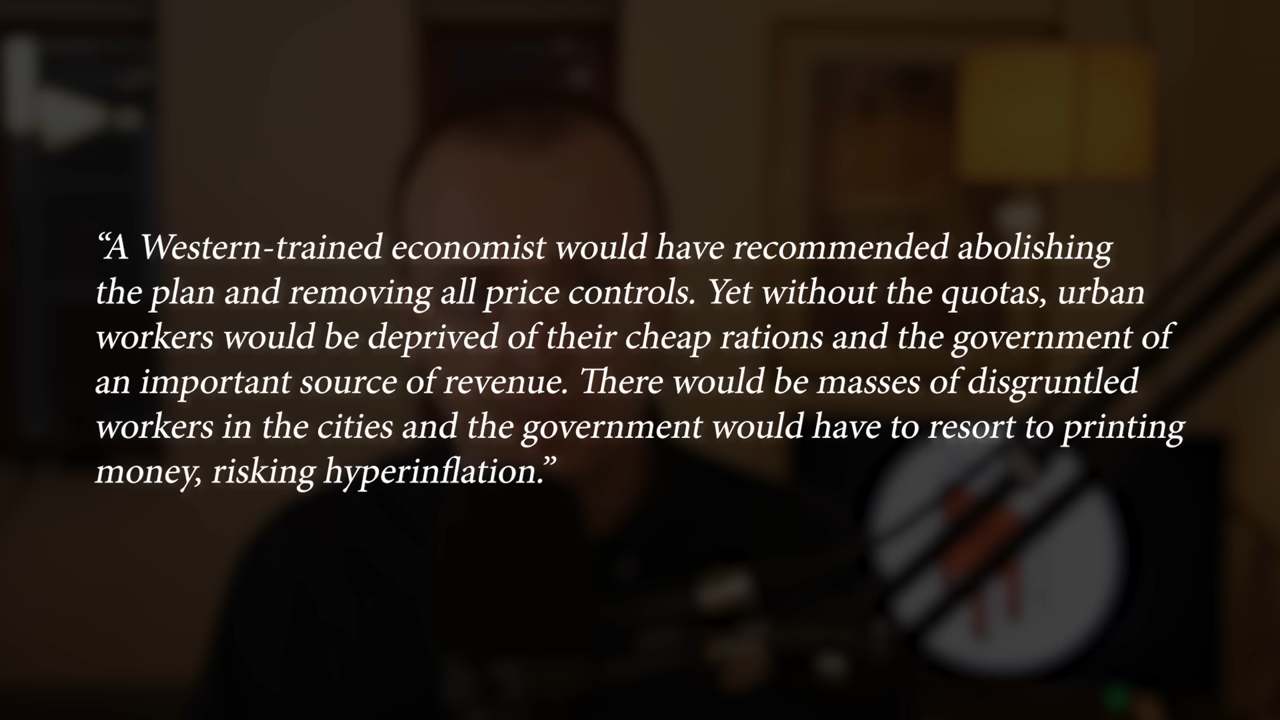 “A Western-trained economist would have recommended abolishing
the plan and removing all price controls. Yet without the quotas, urban
workers would be deprived of their cheap rations and the government of
an important source of revenue. There would be masses of disgruntled
workers in the cities and the government would have to resort to printing
money, risking hyperinflation.”